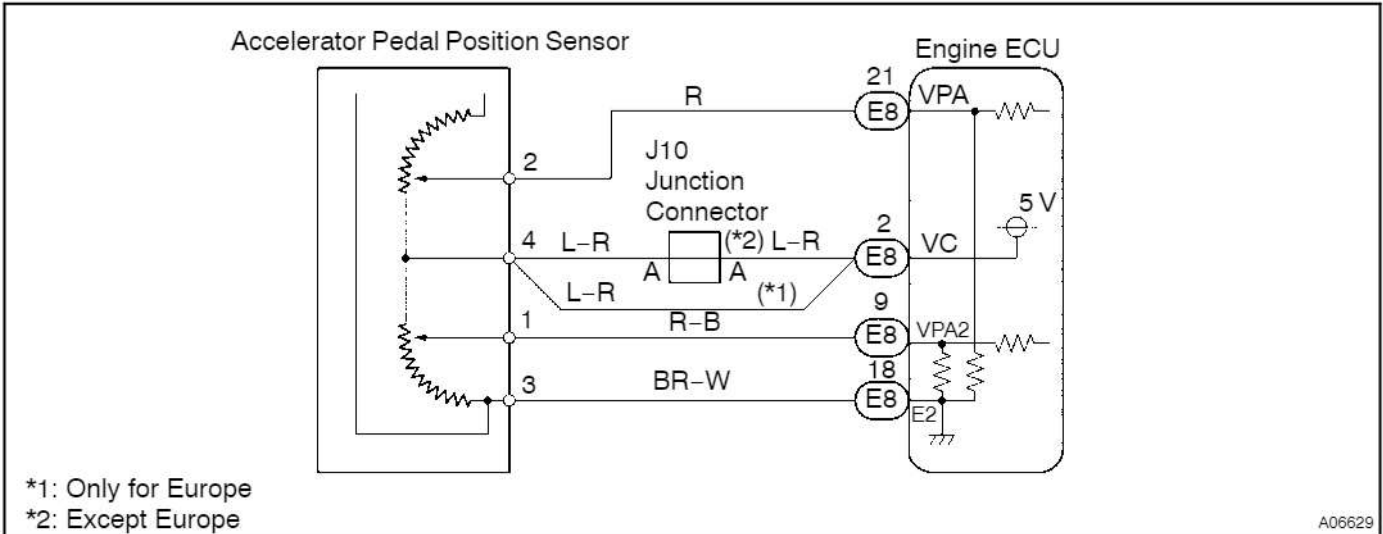 Accelerator Pedal Position Sensor
Engine ECU
21
R
E8
VPA
2
J10
Junction
Connector
5 V
4
L–R
(*2) L–R
2
E8
VC
A
A
L–R
(*1)
1
R–B
9
E8
VPA2
3
BR–W
18
E8
E2
*1: Only for Europe
*2: Except Europe
A06629